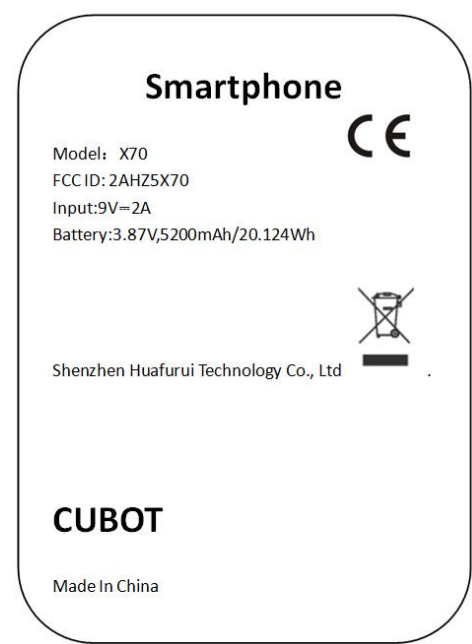 Smartphone
CE
Model: X70
FCC ID: 2AHZ5X70
Input:9V⎓2A
Battery:3.87V,5200mAh/20.124Wh
Shenzhen Huafurui Technology Co., Ltd .
CUBOT
Made In China